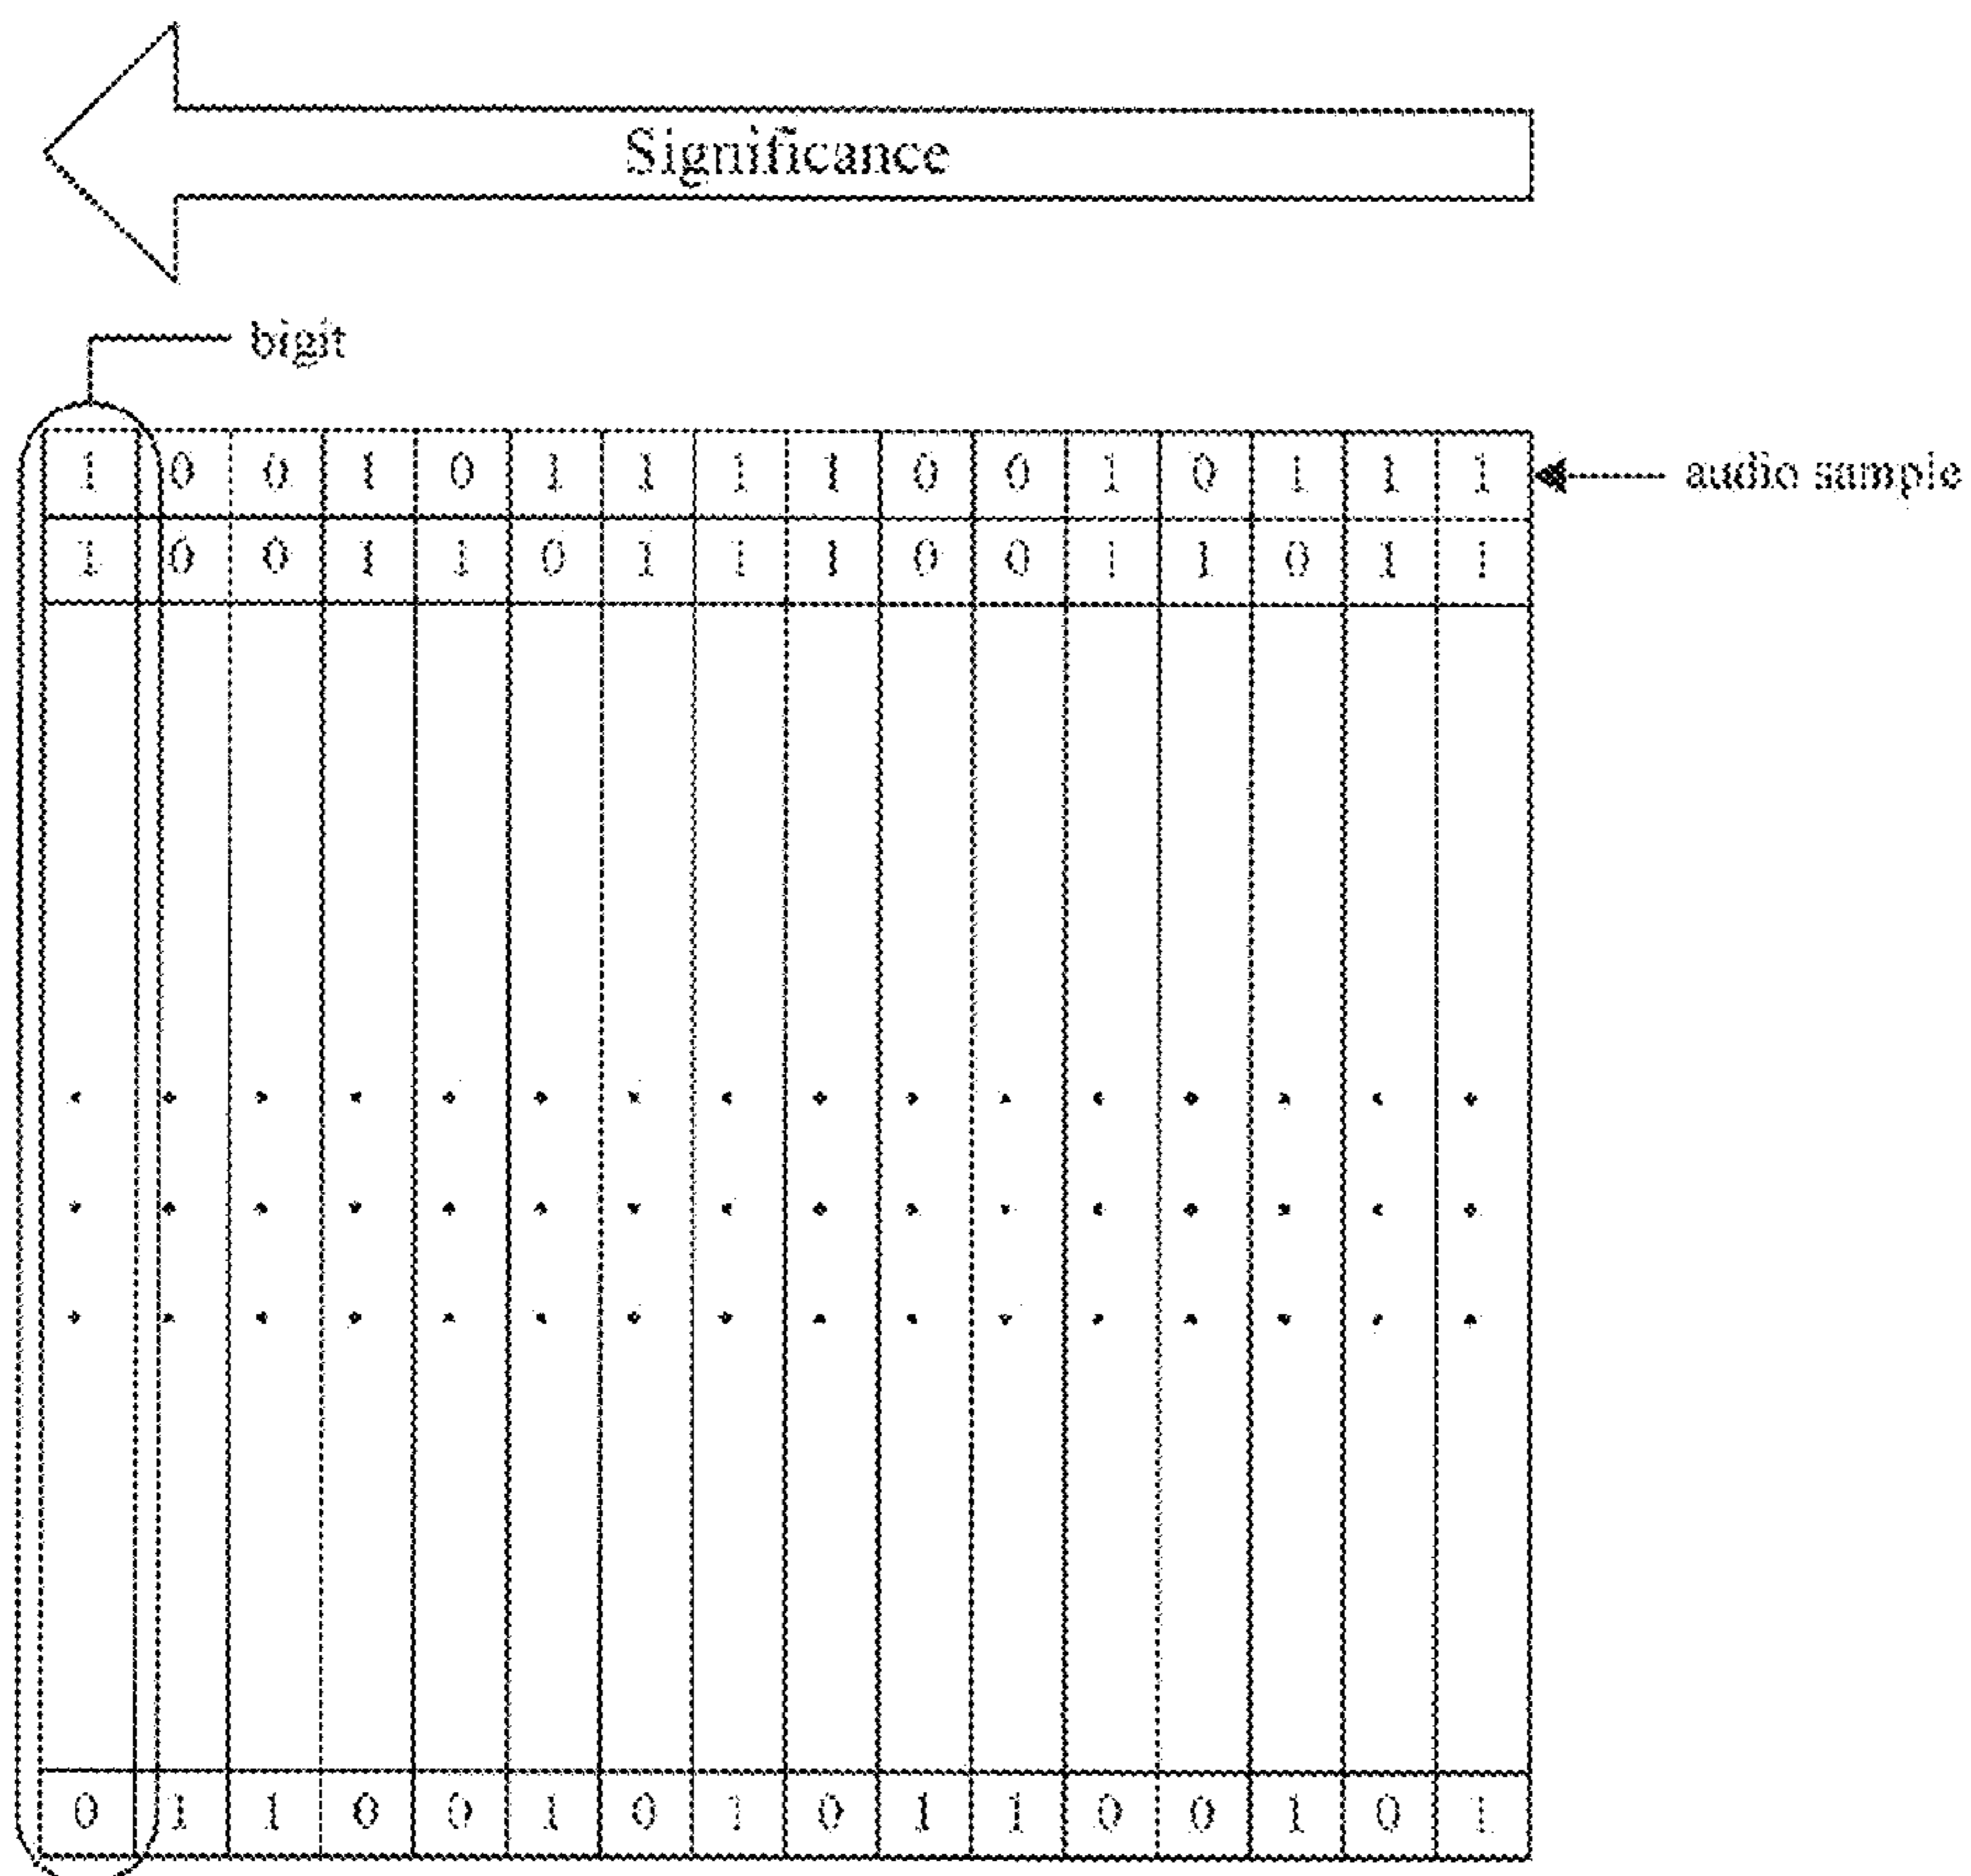 Significance
bigit
1 0 0 1 0 1 1 1 1 0 0 1 0 1 1 1 audio sample
1 0 0 1 1 0 1 1 1 0 0 1 1 0 1 1
0 1 1 0 0 1 0 1 0 1 1 0 0 1 0 1